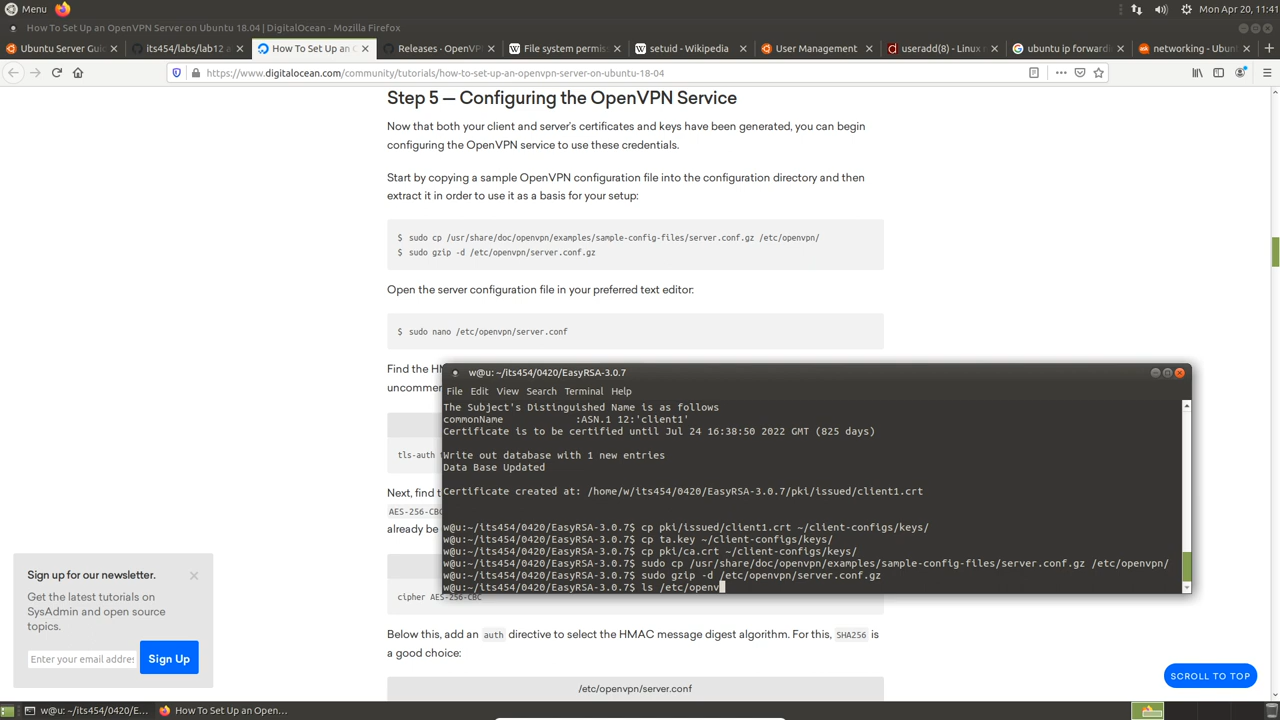 Menu
Mon Apr 20, 11:41
How To Set Up an OpenVPN Server on Ubuntu 18.04 | DigitalOcean - Mozilla Firefox
Ubuntu Server Gui
its454/labs/lab12 a
How To Set Up an O
Releases - OpenVP
File system permis
setuid - Wikipedia
User Management
useradd(8) - Linux m
ubuntu ip forward
networking - Ubun
https://www.digitalocean.com/community/tutorials/how-to-set-up-an-openvpn-server-on-ubuntu-18-04
Step 5 — Configuring the OpenVPN Service
Now that both your client and server's certificates and keys have been generated, you can begin
configuring the OpenVPN service to use these credentials.
Start by copying a sample OpenVPN configuration file into the configuration directory and then
extract it in order to use it as a basis for your setup:
$ sudo cp /usr/share/doc/openvpn/examples/sample-config-files/server.conf.gz /etc/openvpn/
$ sudo gzip -d /etc/openvpn/server.conf.gz
Open the server configuration file in your preferred text editor:
$ sudo nano /etc/openvpn/server.conf
Find the HM
uncommen
tls-auth
Next, find t
AES-256-CBC
already be
cipher AES-256-CBC
w@u: ~/its454/0420/EasyRSA-3.0.7
File Edit View Search Terminal Help
The Subject's Distinguished Name is as follows
commonName :ASN.1 12:'client1'
Certificate is to be certified until Jul 24 16:38:50 2022 GMT (825 days)
Write out database with 1 new entries
Data Base Updated
Certificate created at: /home/w/its454/0420/EasyRSA-3.0.7/pki/issued/client1.crt
w@u:~/its454/0420/EasyRSA-3.0.7$ cp pki/issued/client1.crt ~/client-configs/keys/
w@u:~/its454/0420/EasyRSA-3.0.7$ cp ta.key ~/client-configs/keys/
w@u:~/its454/0420/EasyRSA-3.0.7$ cp pki/ca.crt ~/client-configs/keys/
w@u:~/its454/0420/EasyRSA-3.0.7$ sudo cp /usr/share/doc/openvpn/examples/sample-config-files/server.conf.gz /etc/openvpn/
w@u:~/its454/0420/EasyRSA-3.0.7$ sudo gzip -d /etc/openvpn/server.conf.gz
w@u:~/its454/0420/EasyRSA-3.0.7$ ls /etc/openv
Sign up for our newsletter.
Get the latest tutorials on
SysAdmin and open source
topics.
Enter your email addres
Sign Up
Below this, add an auth directive to select the HMAC message digest algorithm. For this, SHA256 is
a good choice:
/etc/openvpn/server.conf
SCROLL TO TOP
w@u: ~/its454/0420/E...
How To Set Up an Open...